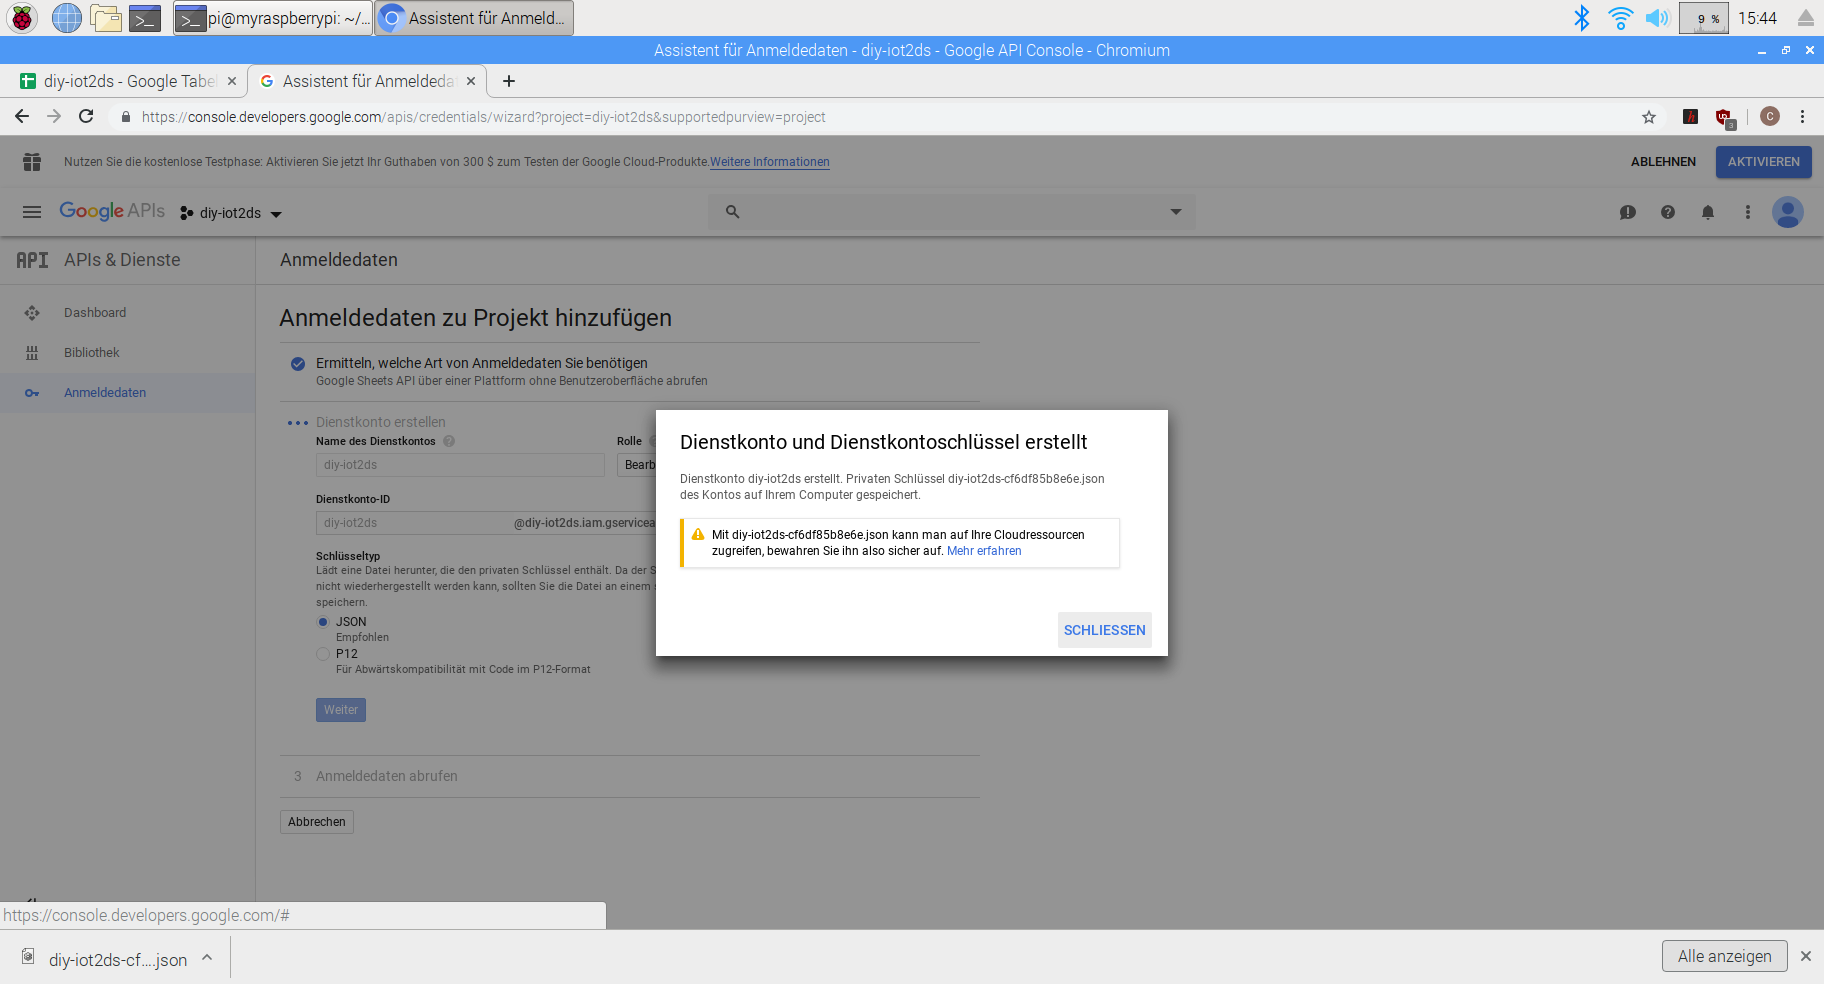 pi@myraspberrypi: ~/...
Assistent für Anmeld...
9 %
15:44
Assistent für Anmeldedaten - diy-iot2ds - Google API Console - Chromium
diy-iot2ds - Google Tabel
Assistent für Anmeldeda
https://console.developers.google.com/apis/credentials/wizard?project=diy-iot2ds&supportedpurview=project
3
C
Nutzen Sie die kostenlose Testphase: Aktivieren Sie jetzt Ihr Guthaben von 300 $ zum Testen der Google Cloud-Produkte.Weitere Informationen
ABLEHNEN
AKTIVIEREN
Google APIs
diy-iot2ds
API APIs & Dienste
Anmeldedaten
Dashboard
Bibliothek
Anmeldedaten
Anmeldedaten zu Projekt hinzufügen
Ermitteln, welche Art von Anmeldedaten Sie benötigen
Google Sheets API über einer Plattform ohne Benutzeroberfläche abrufen
Dienstkonto erstellen
Name des Dienstkontos
Rolle
diy-iot2ds
Bearb
Dienstkonto-ID
diy-iot2ds
@diy-iot2ds.iam.gservicea
Schlüsseltyp
Lädt eine Datei herunter, die den privaten Schlüssel enthält. Da der S
nicht wiederhergestellt werden kann, sollten Sie die Datei an einem s
speichern.
JSON
Empfohlen
P12
Für Abwärtskompatibilität mit Code im P12-Format
Weiter
3 Anmeldedaten abrufen
Abbrechen
Dienstkonto und Dienstkontoschlüssel erstellt
Dienstkonto diy-iot2ds erstellt. Privaten Schlüssel diy-iot2ds-cf6df85b8e6e.json
des Kontos auf Ihrem Computer gespeichert.
Mit diy-iot2ds-cf6df85b8e6e.json kann man auf Ihre Cloudressourcen
zugreifen, bewahren Sie ihn also sicher auf. Mehr erfahren
SCHLIESSEN
https://console.developers.google.com/#
diy-iot2ds-cf....json
Alle anzeigen